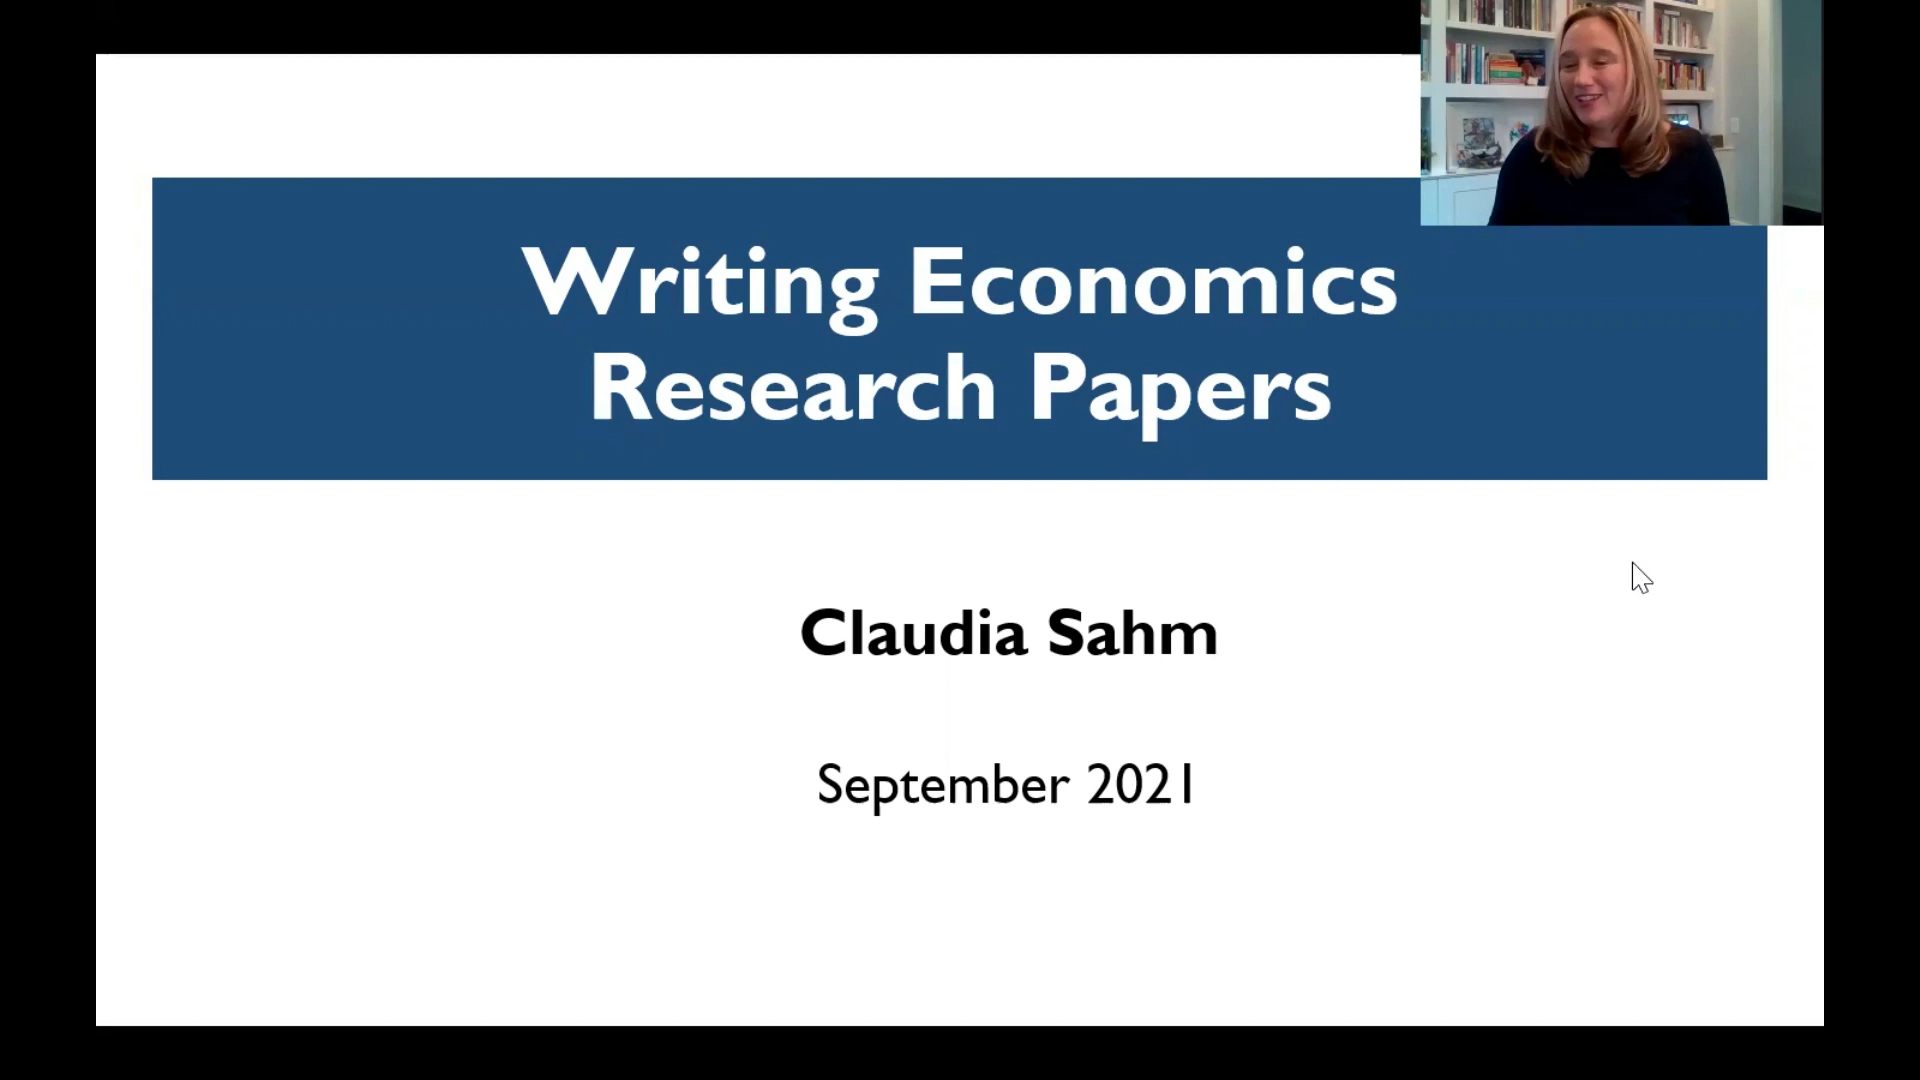 Writing Economics
Research Papers
Claudia Sahm
September 2021